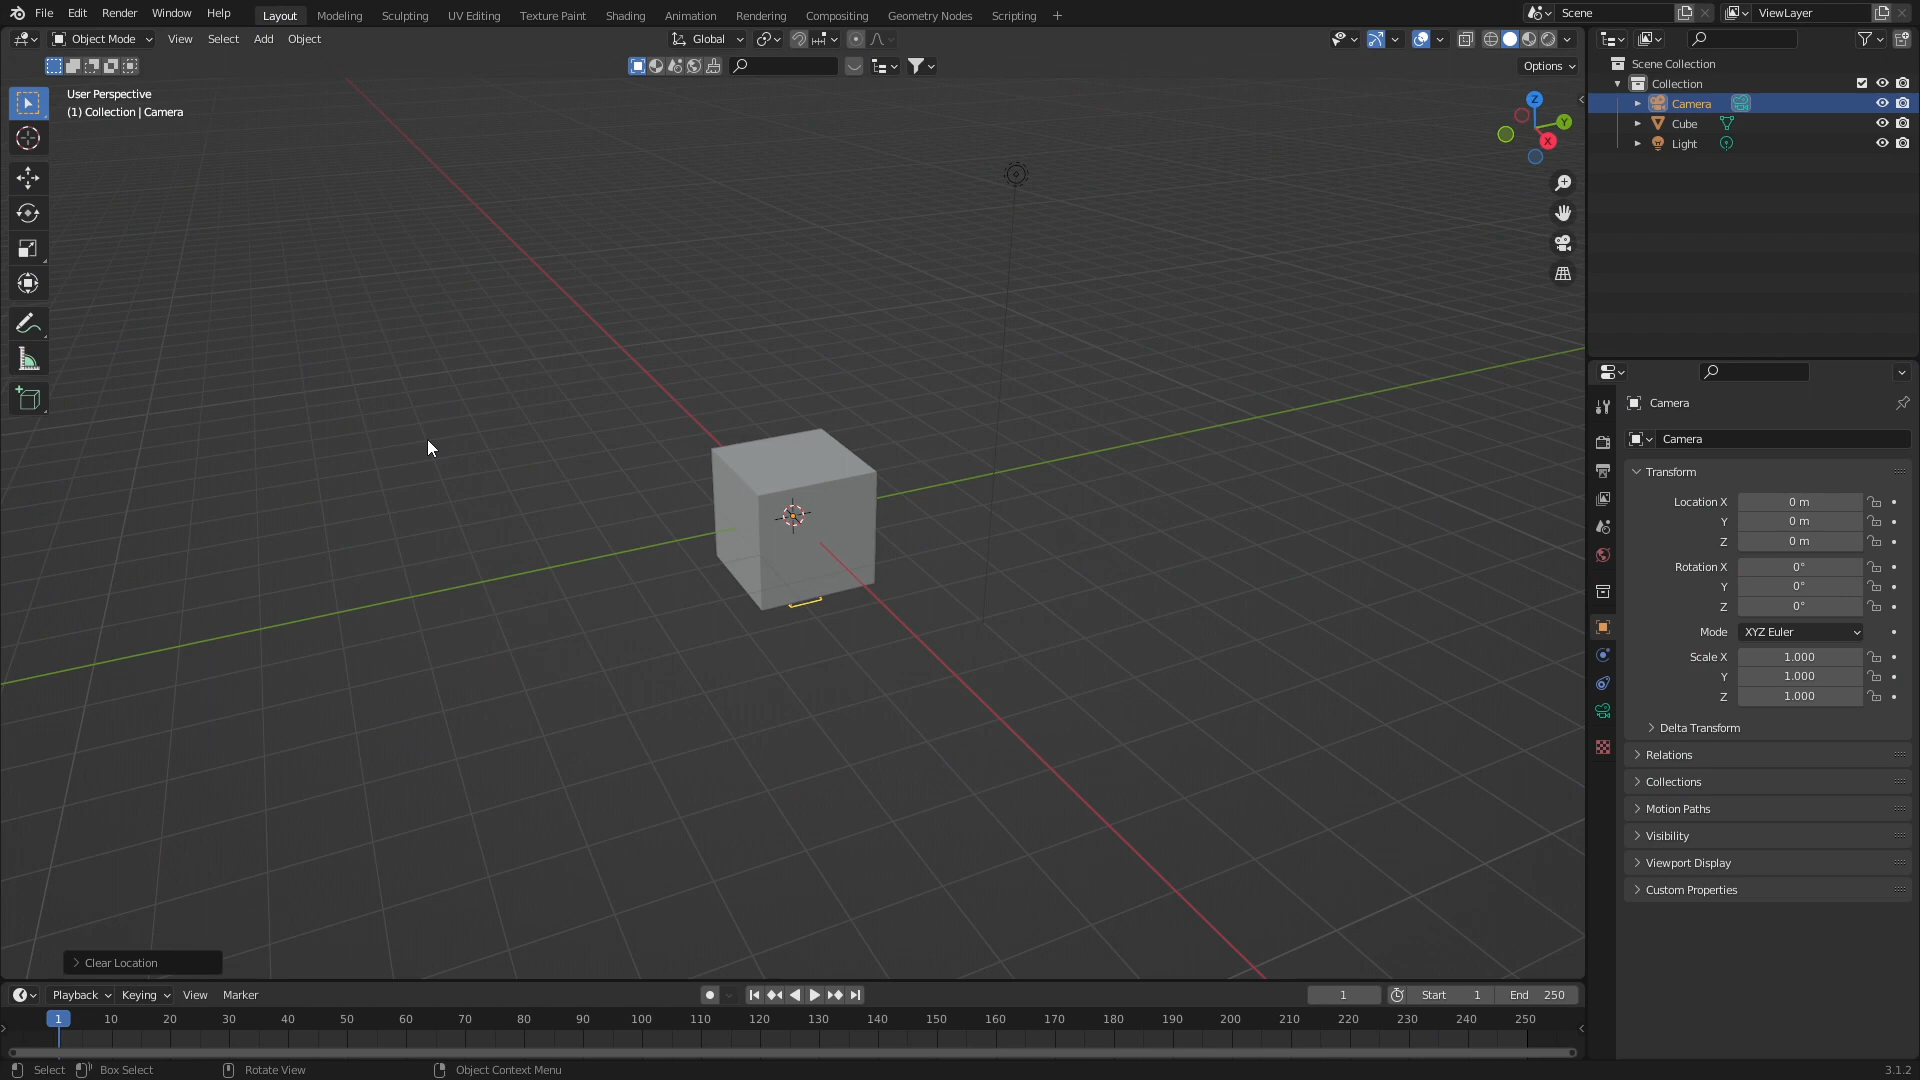 File Edit Render Window Help Layout Modeling Sculpting UV Editing Texture Paint Shading Animation Rendering Compositing Geometry Nodes Scripting + Scene ViewLayer
Object Mode View Select Add Object Global
Options
User Perspective
(1) Collection | Camera
Z
Y
X
Scene Collection
Collection
Camera
Cube
Light
Camera
Camera
Transform
Location X 0 m
Y 0 m
Z 0 m
Rotation X 0°
Y 0°
Z 0°
Mode XYZ Euler
Scale X 1.000
Y 1.000
Z 1.000
Delta Transform
Relations
Collections
Motion Paths
Visibility
Viewport Display
Custom Properties
Clear Location
Playback Keying View Marker 1 Start 1 End 250
1 10 20 30 40 50 60 70 80 90 100 110 120 130 140 150 160 170 180 190 200 210 220 230 240 250
Select Box Select Rotate View Object Context Menu 3.1.2